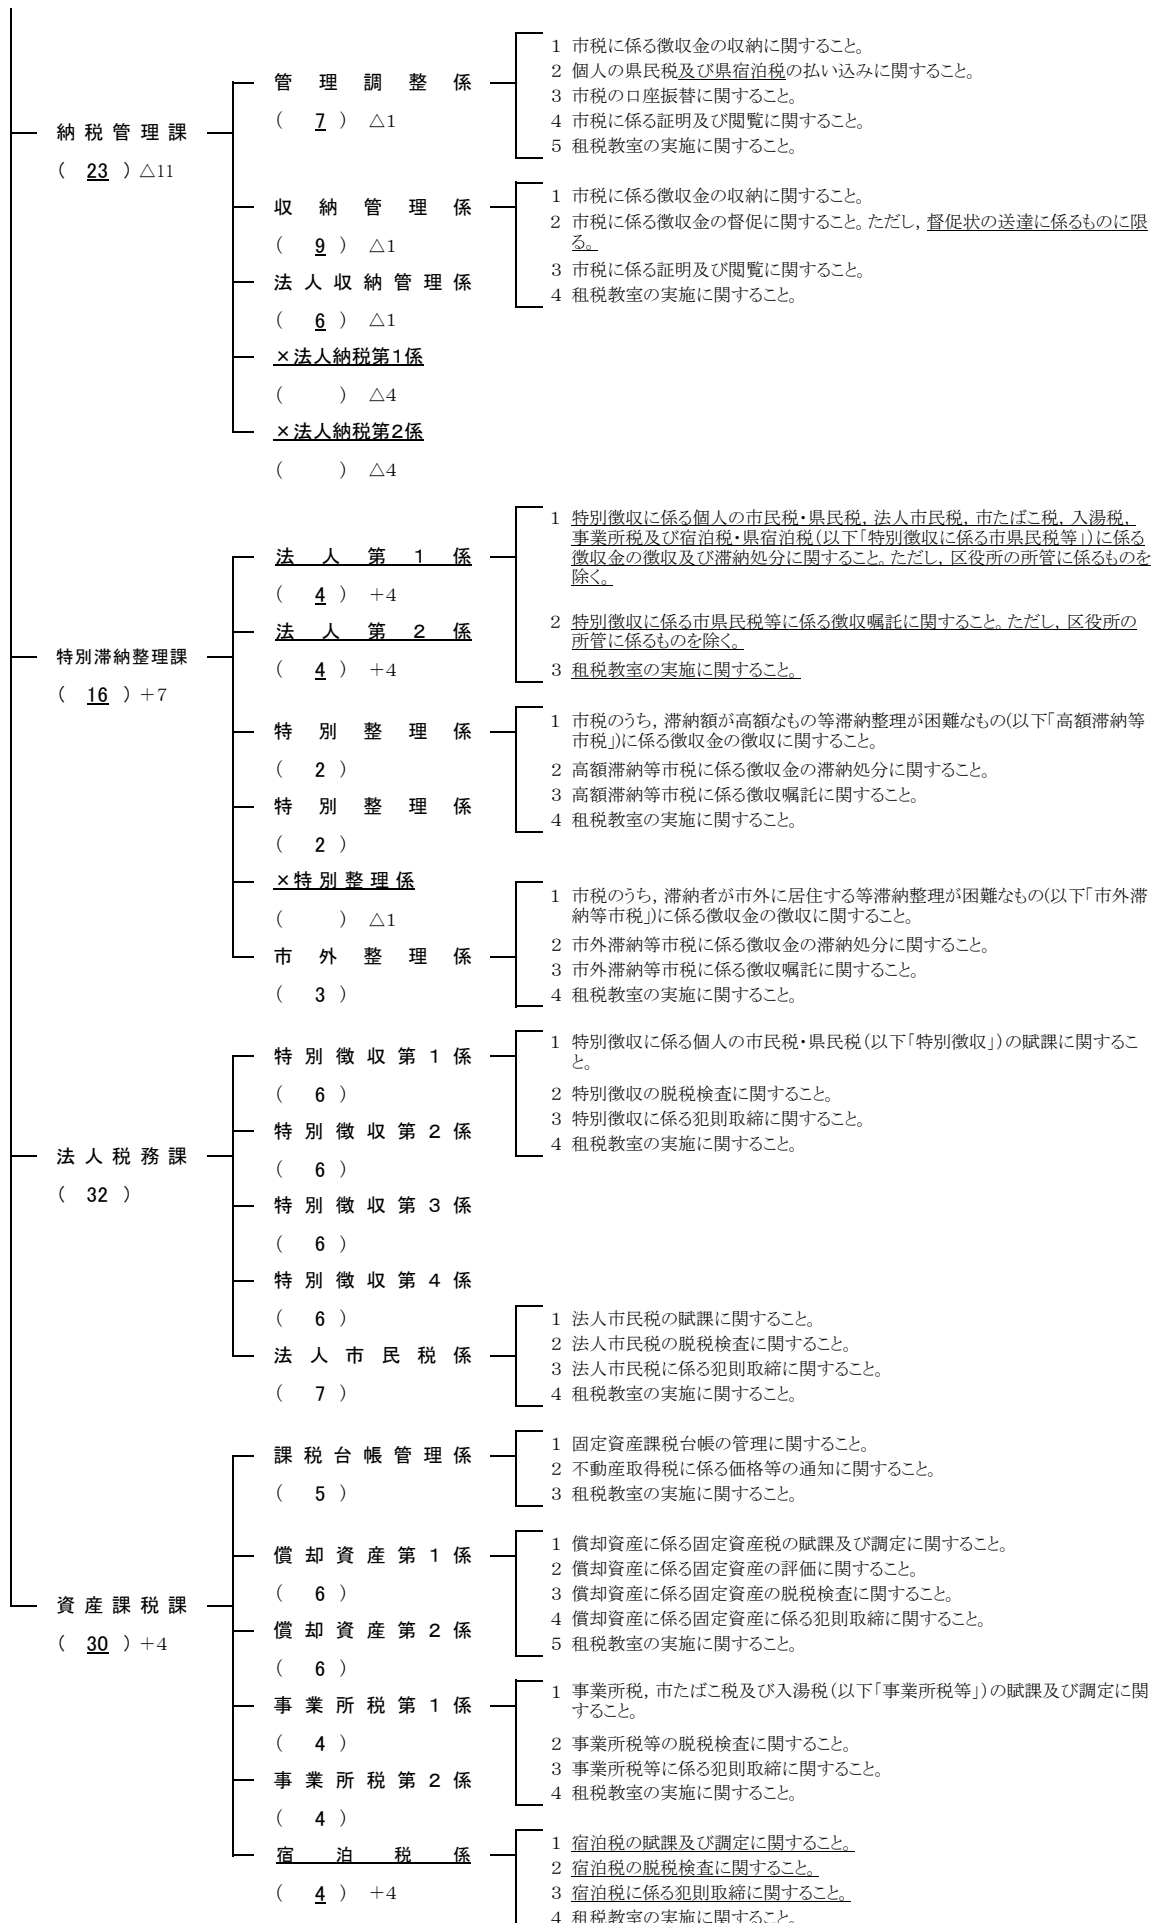 納税管理課
( 23 ) △11
管理調整係
( 7 ) △1
1 市税に係る徴収金の収納に関すること。
2 個人の県民税及び県宿泊税の払い込みに関すること。
3 市税の口座振替に関すること。
4 市税に係る証明及び閲覧に関すること。
5 租税教室の実施に関すること。
収納管理係
( 9 ) △1
1 市税に係る徴収金の収納に関すること。
2 市税に係る徴収金の督促に関すること。ただし，督促状の送達に係るものに限
る。
3 市税に係る証明及び閲覧に関すること。
4 租税教室の実施に関すること。
法人収納管理係
( 6 ) △1
×法人納税第1係
( ) △4
×法人納税第2係
( ) △4
特別滞納整理課
( 16 ) +7
法人第1係
( 4 ) +4
法人第2係
( 4 ) +4
1 特別徴収に係る個人の市民税・県民税，法人市民税，市たばこ税，入湯税，
事業所税及び宿泊税・県宿泊税（以下「特別徴収に係る市県民税等」）に係る
徴収金の徴収及び滞納処分に関すること。ただし，区役所の所管に係るものを
除く。
2 特別徴収に係る市県民税等に係る徴収嘱託に関すること。ただし，区役所の
所管に係るものを除く。
3 租税教室の実施に関すること。
特別整理係
( 2 )
特別整理係
( 2 )
1 市税のうち，滞納額が高額なもの等滞納整理が困難なもの(以下「高額滞納等
市税」)に係る徴収金の徴収に関すること。
2 高額滞納等市税に係る徴収金の滞納処分に関すること。
3 高額滞納等市税に係る徴収嘱託に関すること。
4 租税教室の実施に関すること。
×特別整理係
( ) △1
市外整理係
( 3 )
1 市税のうち，滞納者が市外に居住する等滞納整理が困難なもの(以下「市外滞
納等市税」)に係る徴収金の徴収に関すること。
2 市外滞納等市税に係る徴収金の滞納処分に関すること。
3 市外滞納等市税に係る徴収嘱託に関すること。
4 租税教室の実施に関すること。
法人税務課
( 32 )
特別徴収第1係
( 6 )
1 特別徴収に係る個人の市民税・県民税（以下「特別徴収」）の賦課に関するこ
と。
2 特別徴収の脱税検査に関すること。
3 特別徴収に係る犯則取締に関すること。
4 租税教室の実施に関すること。
特別徴収第2係
( 6 )
特別徴収第3係
( 6 )
特別徴収第4係
( 6 )
法人市民税係
( 7 )
1 法人市民税の賦課に関すること。
2 法人市民税の脱税検査に関すること。
3 法人市民税に係る犯則取締に関すること。
4 租税教室の実施に関すること。
資産課税課
( 30 ) +4
課税台帳管理係
( 5 )
1 固定資産課税台帳の管理に関すること。
2 不動産取得税に係る価格等の通知に関すること。
3 租税教室の実施に関すること。
償却資産第1係
( 6 )
償却資産第2係
( 6 )
1 償却資産に係る固定資産税の賦課及び調定に関すること。
2 償却資産に係る固定資産の評価に関すること。
3 償却資産に係る固定資産の脱税検査に関すること。
4 償却資産に係る固定資産に係る犯則取締に関すること。
5 租税教室の実施に関すること。
事業所税第1係
( 4 )
事業所税第2係
( 4 )
1 事業所税，市たばこ税及び入湯税（以下「事業所税等」）の賦課及び調定に関
すること。
2 事業所税等の脱税検査に関すること。
3 事業所税等に係る犯則取締に関すること。
4 租税教室の実施に関すること。
宿泊税係
( 4 ) +4
1 宿泊税の賦課及び調定に関すること。
2 宿泊税の脱税検査に関すること。
3 宿泊税に係る犯則取締に関すること。
4 租税教室の実施に関すること。